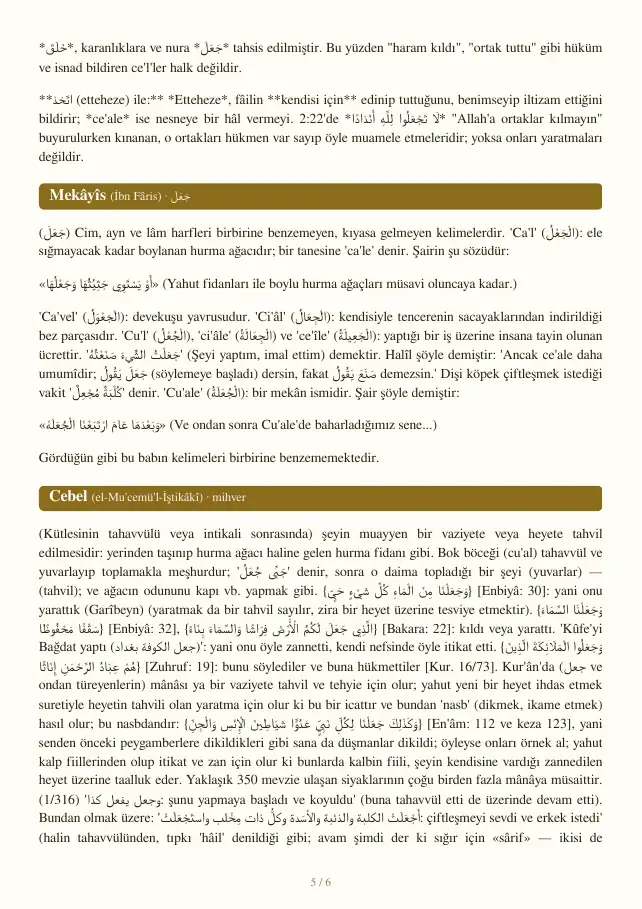 *خَلَقَ*, karanlıklara ve nura *جَعَلَ* tahsis edilmiştir. Bu yüzden "haram kıldı", "ortak tuttu" gibi hüküm
ve isnad bildiren ce'l'ler halk değildir.
**اتّخذ (etteheze) ile:** *Etteheze*, fâilin **kendisi için** edinip tuttuğunu, benimseyip iltizam ettiğini
bildirir; *ce'ale* ise nesneye bir hâl vermeyi. 2:22'de *لَا تَجْعَلُوا لِلَّهِ أَنْدَادًا* "Allah'a ortaklar kılmayın"
buyurulurken kınanan, o ortakları hükmen var sayıp öyle muamele etmeleridir; yoksa onları yaratmaları
değildir.
Mekâyîs (İbn Fâris) · جَعَلَ
(جَعَلَ) Cim, ayn ve lâm harfleri birbirine benzemeyen, kıyasa gelmeyen kelimelerdir. 'Ca'l' (الْجَعْلُ): ele
sığmayacak kadar boylanan hurma ağacıdır; bir tanesine 'ca'le' denir. Şairin şu sözüdür:
«أَوْ يَسْتَوِي جَثِيثُهَا وَجَعْلُهَا» (Yahut fidanları ile boylu hurma ağaçları müsavi oluncaya kadar.)
'Ca'vel' (الْجَعْوَلُ): devekuşu yavrusudur. 'Ci'âl' (الْجِعَالُ): kendisiyle tencerenin sacayaklarından indirildiği
bez parçasıdır. 'Cu'l' (الْجُعْلُ), 'ci'âle' (الْجِعَالَةُ) ve 'ce'île' (الْجَعِيلَةُ): yaptığı bir iş üzerine insana tayin olunan
ücrettir. 'جَعَلْتُ الشَّيْءَ صَنَعْتُهُ' (Şeyi yaptım, imal ettim) demektir. Halîl şöyle demiştir: 'Ancak ce'ale daha
umumîdir; جَعَلَ يَقُولُ (söylemeye başladı) dersin, fakat صَنَعَ يَقُولُ demezsin.' Dişi köpek çiftleşmek istediği
vakit 'كَلْبَةٌ مُجْعِلٌ' denir. 'Cu'ale' (الْجُعَلَةُ): bir mekân ismidir. Şair şöyle demiştir:
«وَبَعْدَهَا عَامَ ارْتَبَعْنَا الْجُعَلَهْ» (Ve ondan sonra Cu'ale'de baharladığımız sene...)
Gördüğün gibi bu babın kelimeleri birbirine benzememektedir.
Cebel (el-Mu'cemü'l-İştikâkî) · mihver
(Kütlesinin tahavvülü veya intikali sonrasında) şeyin muayyen bir vaziyete veya heyete tahvil
edilmesidir: yerinden taşınıp hurma ağacı haline gelen hurma fidanı gibi. Bok böceği (cu'al) tahavvül ve
yuvarlayıp toplamakla meşhurdur; 'جَبَّى جُعَلٌ' denir, sonra o daima topladığı bir şeyi (yuvarlar) —
(tahvil); ve ağacın odununu kapı vb. yapmak gibi. {وَجَعَلْنَا مِنَ الْمَاءِ كُلَّ شَيْءٍ حَيٍّ} [Enbiyâ: 30]: yani onu
yarattık (Garîbeyn) (yaratmak da bir tahvil sayılır, zira bir heyet üzerine tesviye etmektir). {وَجَعَلْنَا السَّمَاءَ
سَقْفًا مَحْفُوظًا} [Enbiyâ: 32], {الَّذِي جَعَلَ لَكُمُ الْأَرْضَ فِرَاشًا وَالسَّمَاءَ بِنَاءً} [Bakara: 22]: kıldı veya yarattı. 'Kûfe'yi
Bağdat yaptı (جعل الكوفة بغداد)': yani onu öyle zannetti, kendi nefsinde öyle itikat etti. {وَجَعَلُوا الْمَلَائِكَةَ الَّذِينَ
هُمْ عِبَادُ الرَّحْمَنِ إِنَاثًا} [Zuhruf: 19]: bunu söylediler ve buna hükmettiler [Kur. 16/73]. Kur'ân'da (جعل ve
ondan türeyenlerin) mânâsı ya bir vaziyete tahvil ve tehyie için olur; yahut yeni bir heyet ihdas etmek
suretiyle heyetin tahvili olan yaratma için olur ki bu bir icattır ve bundan 'nasb' (dikmek, ikame etmek)
hasıl olur; bu nasbdandır: {وَكَذَلِكَ جَعَلْنَا لِكُلِّ نَبِيٍّ عَدُوًّا شَيَاطِينَ الْإِنْسِ وَالْجِنِّ} [En'âm: 112 ve keza 123], yani
senden önceki peygamberlere dikildikleri gibi sana da düşmanlar dikildi; öyleyse onları örnek al; yahut
kalp fiillerinden olup itikat ve zan için olur ki bunlarda kalbin fiili, şeyin kendisine vardığı zannedilen
heyet üzerine taalluk eder. Yaklaşık 350 mevzie ulaşan siyaklarının çoğu birden fazla mânâya müsaittir.
(1/316) 'وجعل يفعل كذا: şunu yapmaya başladı ve koyuldu' (buna tahavvül etti de üzerinde devam etti).
Bundan olmak üzere: 'أَجْعَلَت الكلبة والذئبة والأسَدة وكلُّ ذات مِخْلب واستَجْعَلَتْ: çiftleşmeyi sevdi ve erkek istedi'
(halin tahavvülünden, tıpkı 'hâil' denildiği gibi; avam şimdi der ki sığır için «sârif» — ikisi de
5 / 6